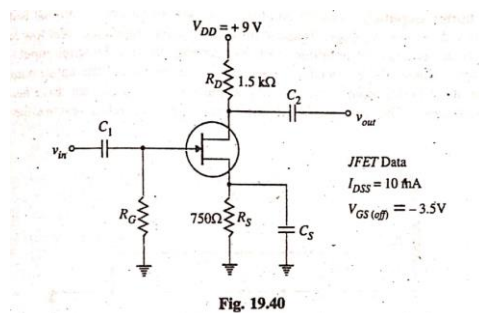 V_DD = + 9 V
R_D 1.5 kΩ
C_2
v_out
C_1
v_in
JFET Data
I_DSS = 10 mA
V_GS (off) = – 3.5V
R_G
750Ω R_S
C_S
Fig. 19.40